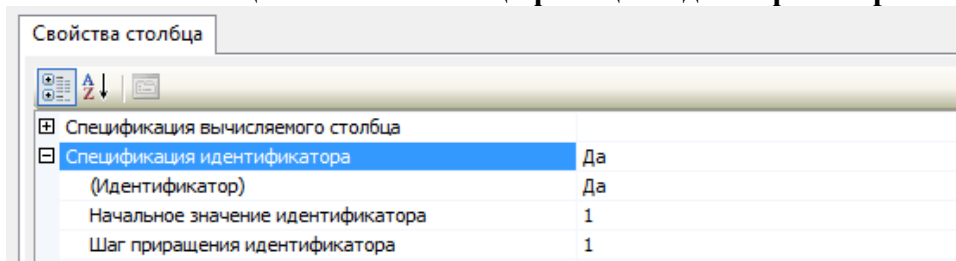 Свойства столбца
Спецификация вычисляемого столбца
Спецификация идентификатора Да
(Идентификатор) Да
Начальное значение идентификатора 1
Шаг приращения идентификатора 1